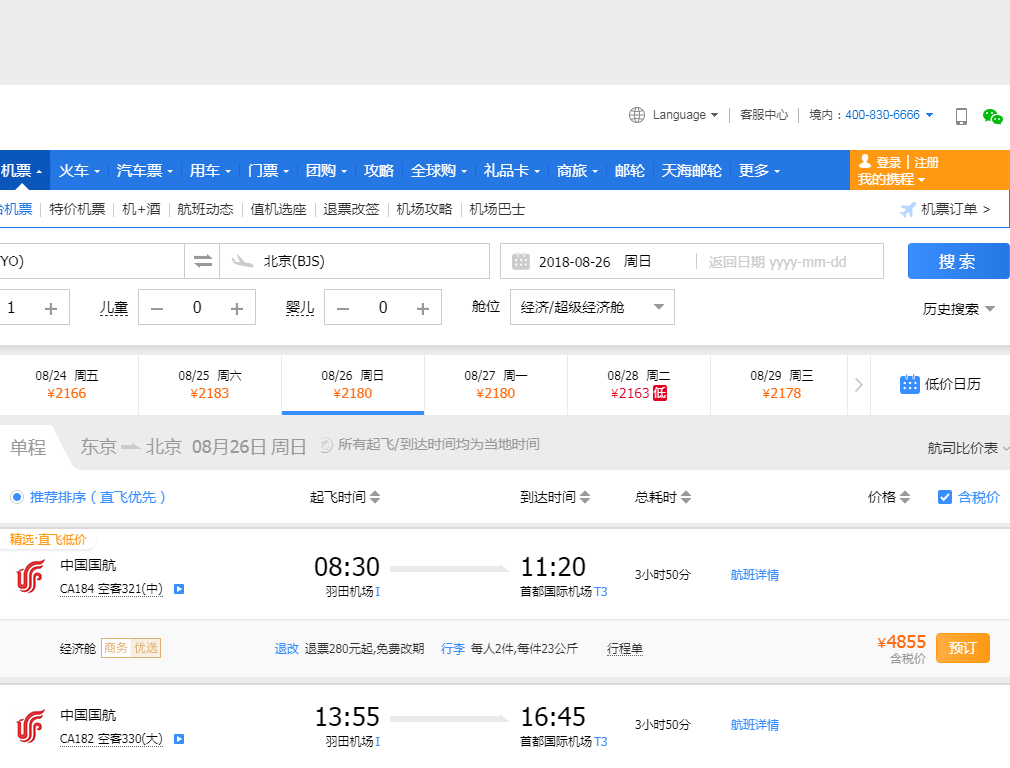 Language 客服中心 境内：400-830-6666
机票 火车 汽车票 用车 门票 团购 攻略 全球购 礼品卡 商旅 邮轮 天海邮轮 更多 登录 | 注册
我的携程
机票 特价机票 机+酒 航班动态 值机选座 退票改签 机场攻略 机场巴士 机票订单 >
YO) 北京(BJS) 2018-08-26 周日 返回日期 yyyy-mm-dd 搜索
1 + 儿童 — 0 + 婴儿 — 0 + 舱位 经济/超级经济舱 历史搜索
08/24 周五 08/25 周六 08/26 周日 08/27 周一 08/28 周二 08/29 周三 低价日历
¥2166 ¥2183 ¥2180 ¥2180 ¥2163 低 ¥2178
单程 东京 北京 08月26日 周日 所有起飞/到达时间均为当地时间 航司比价表
推荐排序（直飞优先） 起飞时间 到达时间 总耗时 价格 含税价
精选·直飞低价
中国国航 08:30 11:20 3小时50分 航班详情
CA184 空客321(中) 羽田机场I 首都国际机场T3
经济舱 商务 优选 退改 退票280元起,免费改期 行李 每人2件,每件23公斤 行程单 ¥4855 预订
含税价
中国国航 13:55 16:45 3小时50分 航班详情
CA182 空客330(大) 羽田机场I 首都国际机场T3